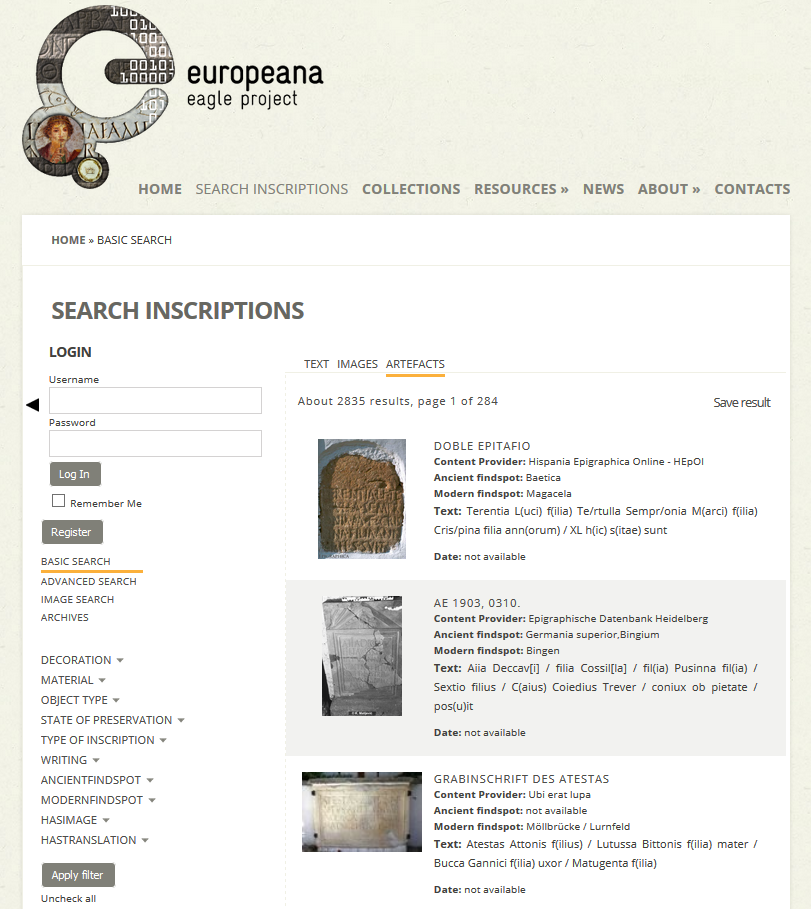 europeana
eagle project
HOME SEARCH INSCRIPTIONS COLLECTIONS RESOURCES » NEWS ABOUT » CONTACTS
HOME » BASIC SEARCH
SEARCH INSCRIPTIONS
LOGIN
Username
Password
Log In
Remember Me
Register
BASIC SEARCH
ADVANCED SEARCH
IMAGE SEARCH
ARCHIVES
DECORATION
MATERIAL
OBJECT TYPE
STATE OF PRESERVATION
TYPE OF INSCRIPTION
WRITING
ANCIENTFINDSPOT
MODERNFINDSPOT
HASIMAGE
HASTRANSLATION
Apply filter
Uncheck all
TEXT IMAGES ARTEFACTS
About 2835 results, page 1 of 284
Save result
DOBLE EPITAFIO
Content Provider: Hispania Epigraphica Online - HEpOl
Ancient findspot: Baetica
Modern findspot: Magacela
Text: Terentia L(uci) f(ilia) Te/rtulla Sempr/onia M(arci) f(ilia)
Cris/pina filia ann(orum) / XL h(ic) s(itae) sunt
Date: not available
AE 1903, 0310.
Content Provider: Epigraphische Datenbank Heidelberg
Ancient findspot: Germania superior,Bingium
Modern findspot: Bingen
Text: Aiia Deccav[i] / filia Cossil[la] / fil(ia) Pusinna fil(ia) /
Sextio filius / C(aius) Coiedius Trever / coniux ob pietate /
pos(u)it
Date: not available
GRABINSCHRIFT DES ATESTAS
Content Provider: Ubi erat lupa
Ancient findspot: not available
Modern findspot: Möllbrücke / Lurnfeld
Text: Atestas Attonis f(ilius) / Lutussa Bittonis f(ilia) mater /
Bucca Gannici f(ilia) uxor / Matugenta f(ilia)
Date: not available